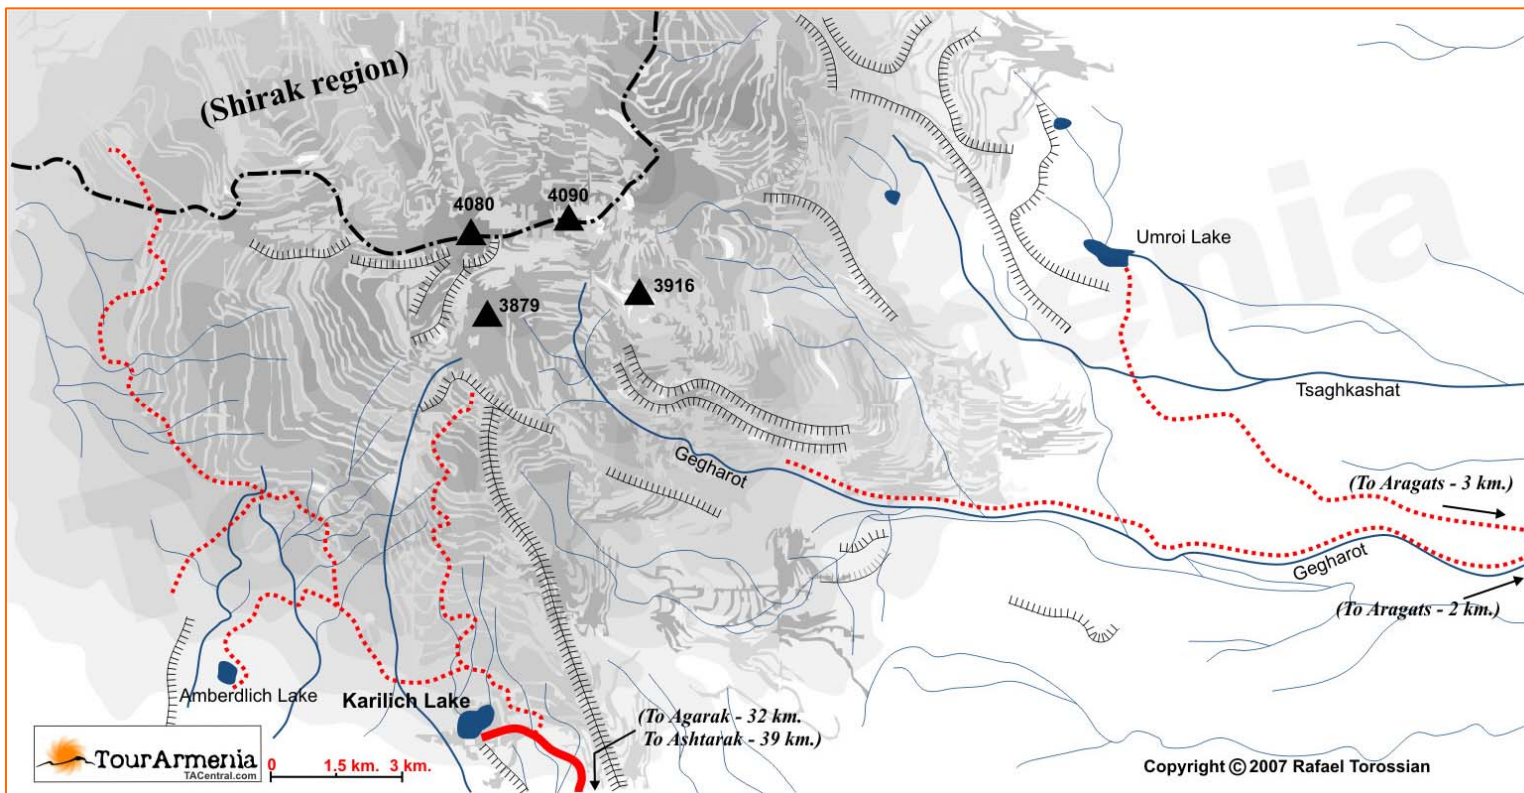 (Shirak region)
4080
4090
3916
3879
Umroi Lake
Tsaghkashat
Gegharot
(To Aragats - 3 km.)
Gegharot
(To Aragats - 2 km.)
Amberdlich Lake
Karilich Lake
(To Agarak - 32 km.
To Ashtarak - 39 km.)
TourArmenia
TACentral.com
0 1.5 km. 3 km.
Copyright © 2007 Rafael Torossian